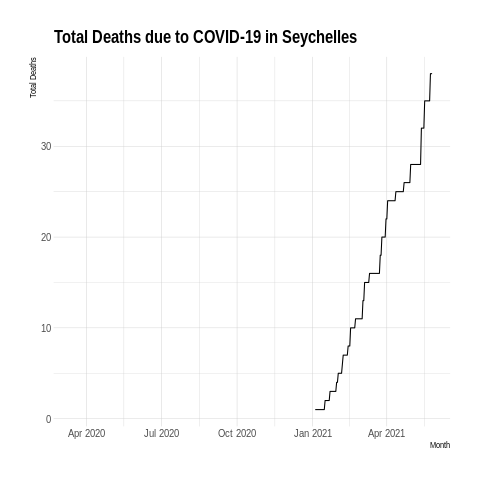 Total Deaths due to COVID-19 in Seychelles
Total Deaths
30
20
10
0
Apr 2020 Jul 2020 Oct 2020 Jan 2021 Apr 2021
Month